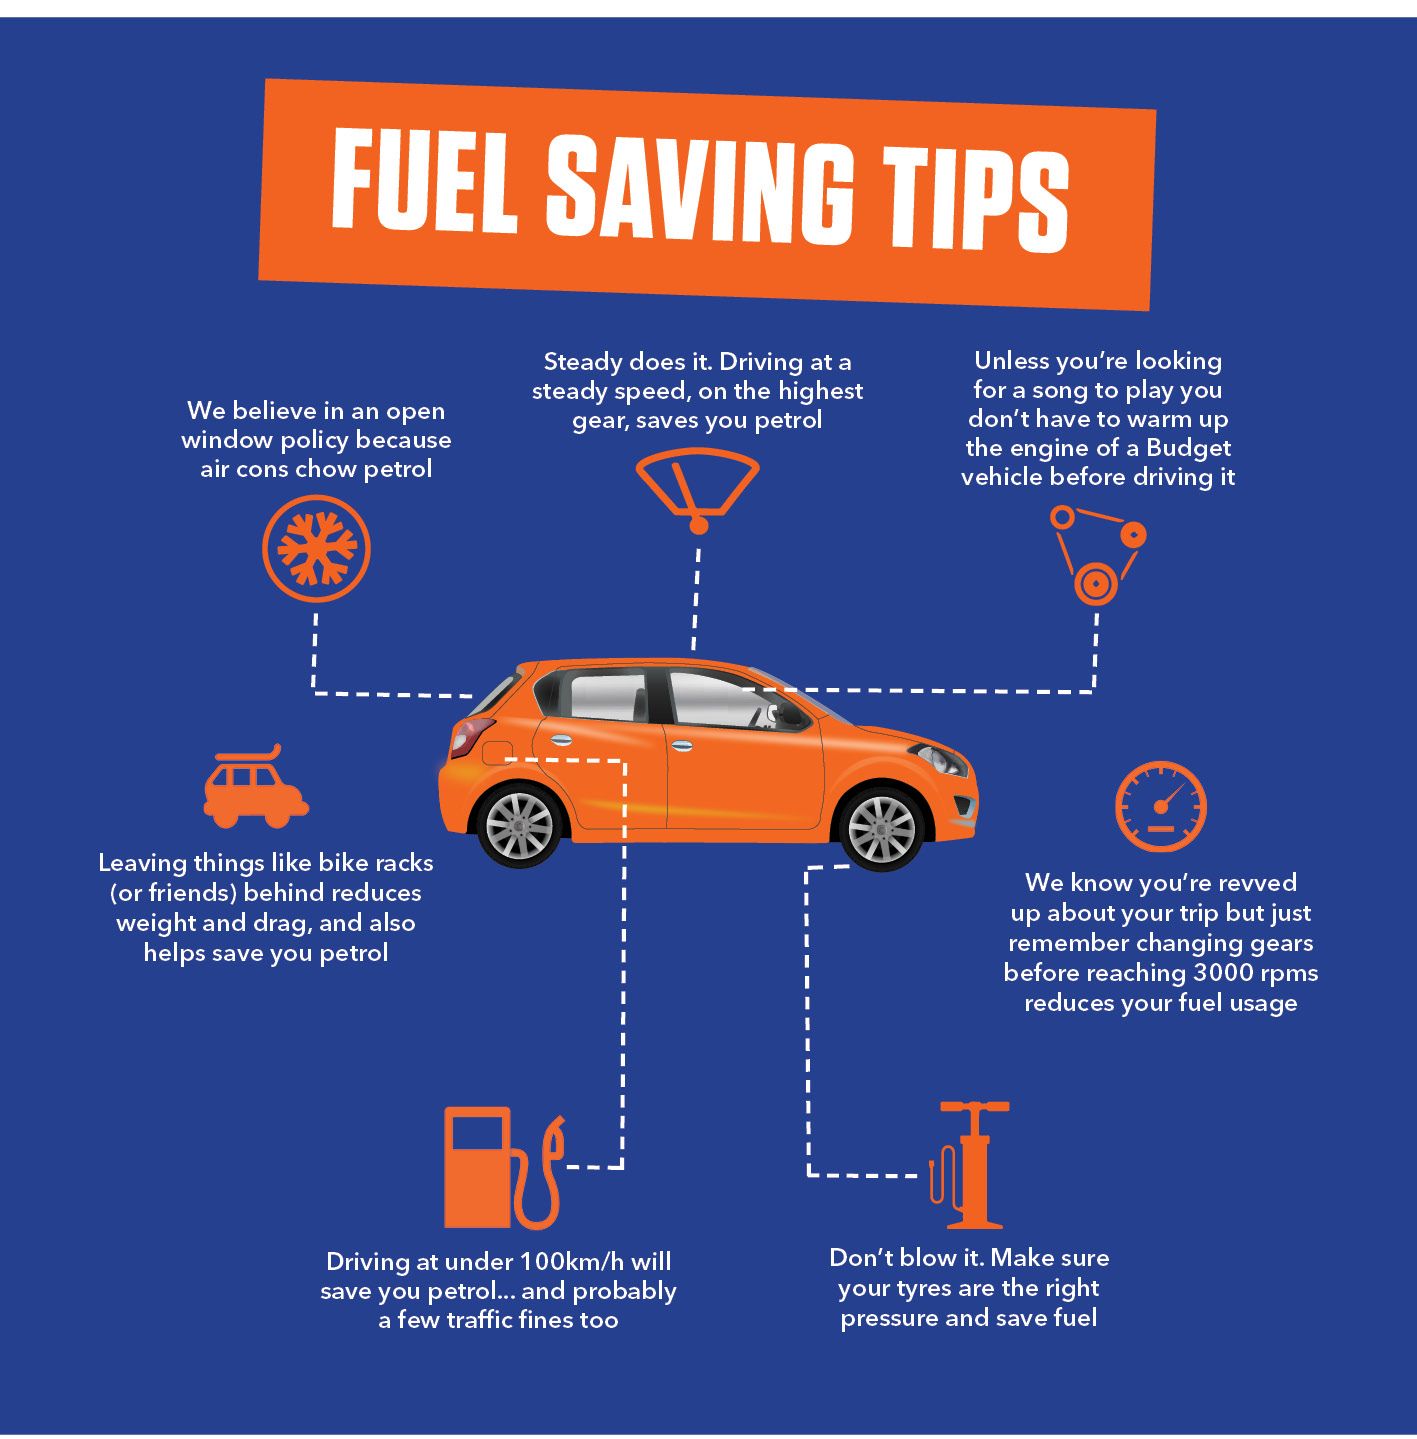 FUEL SAVING TIPS
We believe in an open
window policy because
air cons chow petrol
Steady does it. Driving at a
steady speed, on the highest
gear, saves you petrol
Unless you’re looking
for a song to play you
don’t have to warm up
the engine of a Budget
vehicle before driving it
Leaving things like bike racks
(or friends) behind reduces
weight and drag, and also
helps save you petrol
We know you’re revved
up about your trip but just
remember changing gears
before reaching 3000 rpms
reduces your fuel usage
Driving at under 100km/h will
save you petrol... and probably
a few traffic fines too
Don’t blow it. Make sure
your tyres are the right
pressure and save fuel